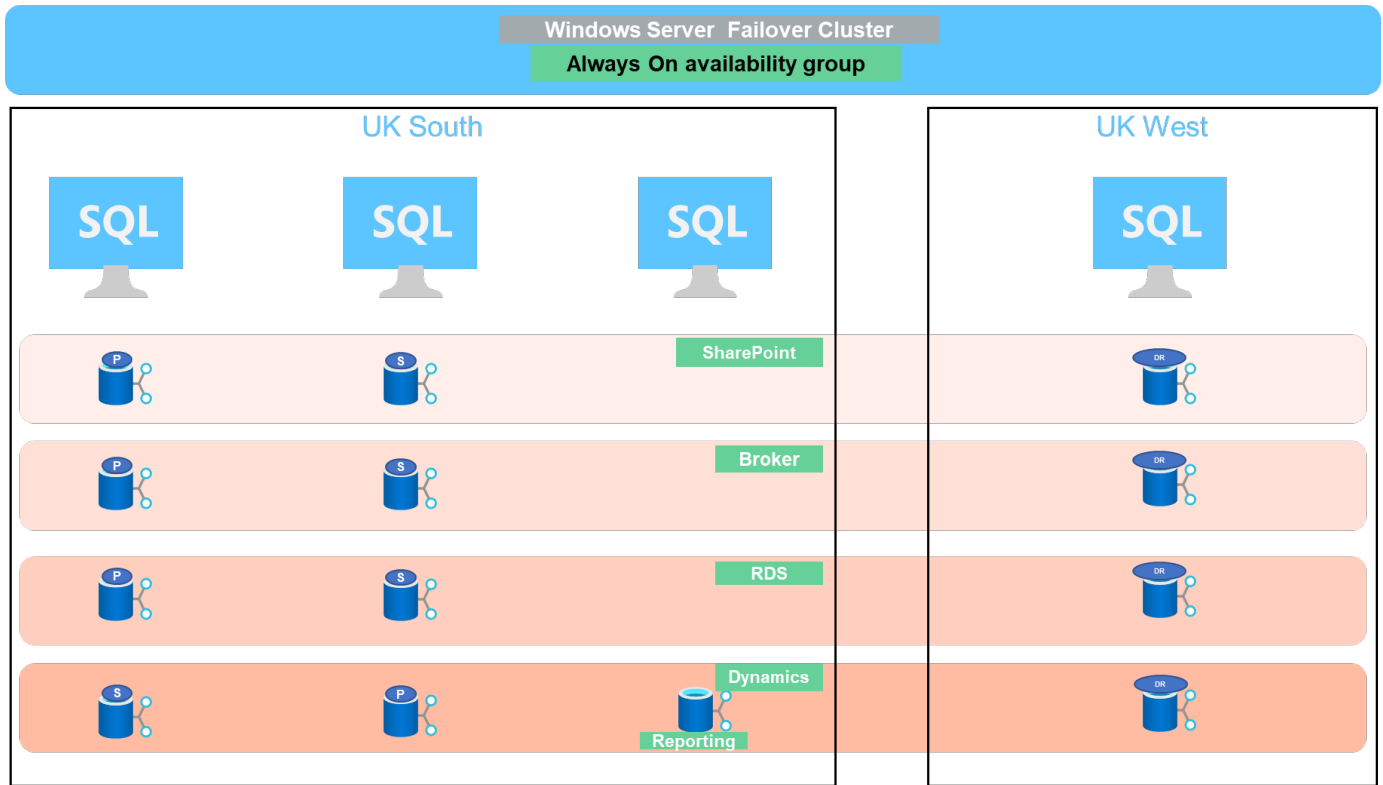 Windows Server Failover Cluster
Always On availability group
UK South
UK West
SQL
SQL
SQL
SQL
SharePoint
P
S
DR
Broker
P
S
DR
RDS
P
S
DR
Dynamics
S
P
DR
Reporting